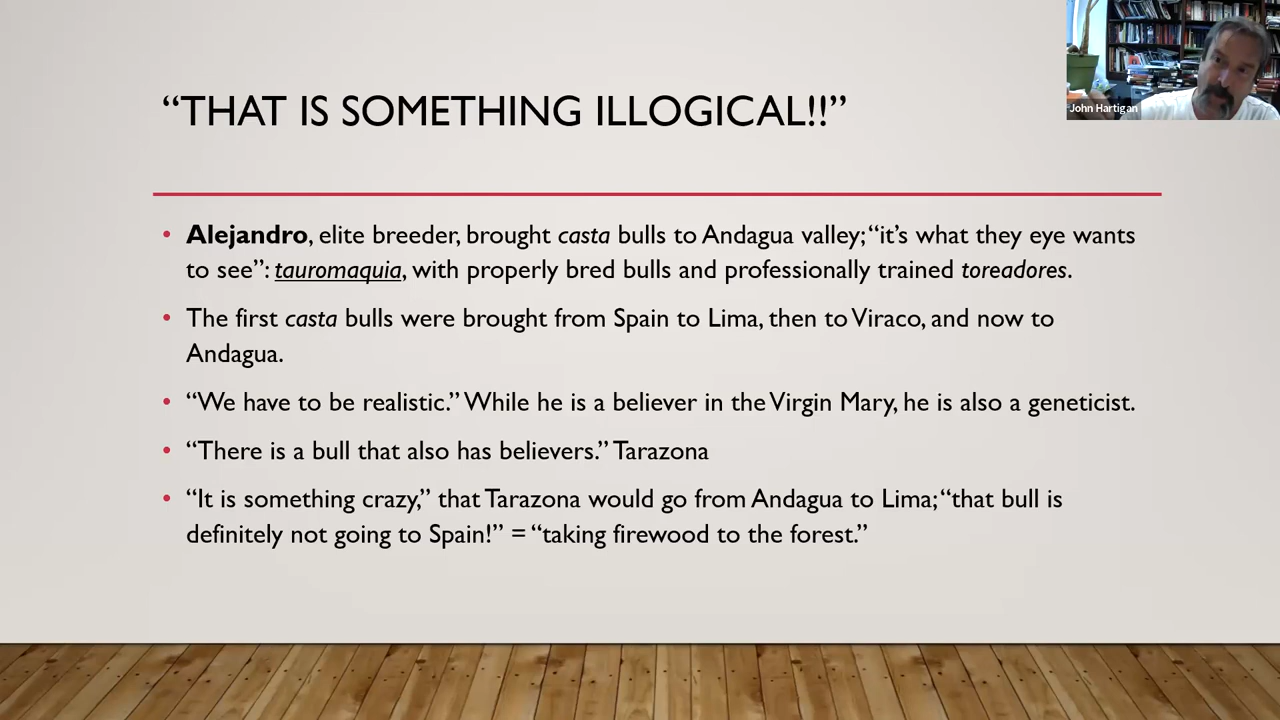 “THAT IS SOMETHING ILLOGICAL!!”
John Hartigan
• Alejandro, elite breeder, brought casta bulls to Andagua valley; “it’s what they eye wants
to see”: tauromaquia, with properly bred bulls and professionally trained toreadores.
• The first casta bulls were brought from Spain to Lima, then to Viraco, and now to
Andagua.
• “We have to be realistic.” While he is a believer in the Virgin Mary, he is also a geneticist.
• “There is a bull that also has believers.” Tarazona
• “It is something crazy,” that Tarazona would go from Andagua to Lima; “that bull is
definitely not going to Spain!” = “taking firewood to the forest.”